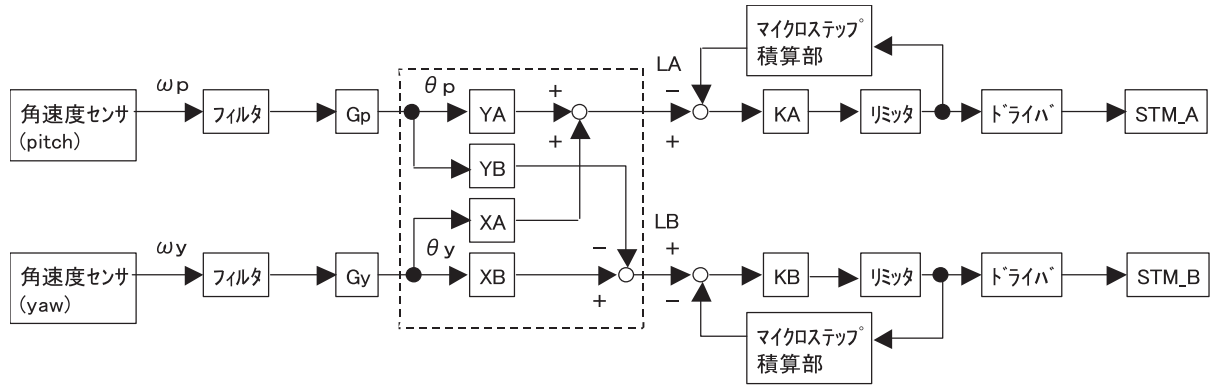 マイクロステップ
積算部
LA
ωp
θp
－
＋
＋
＋
角速度センサ
(pitch)
フィルタ
Gp
YA
KA
リミッタ
ドライバ
STM_A
YB
XA
LB
ωy
θy
－
＋
＋
－
角速度センサ
(yaw)
フィルタ
Gy
XB
KB
リミッタ
ドライバ
STM_B
マイクロステップ
積算部